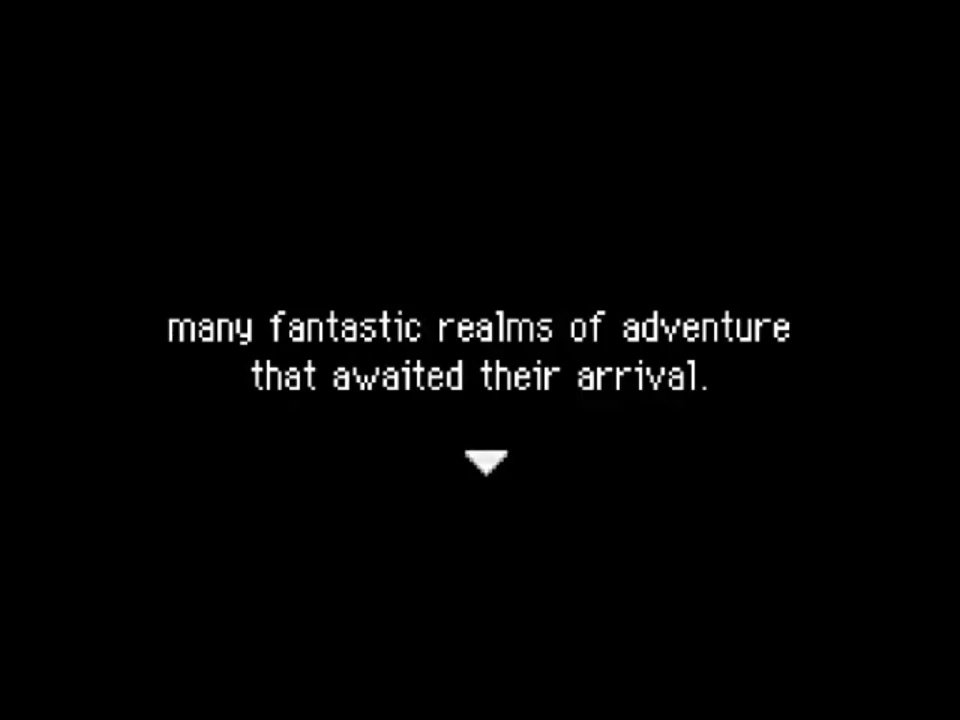 many fantastic realms of adventure
that awaited their arrival.